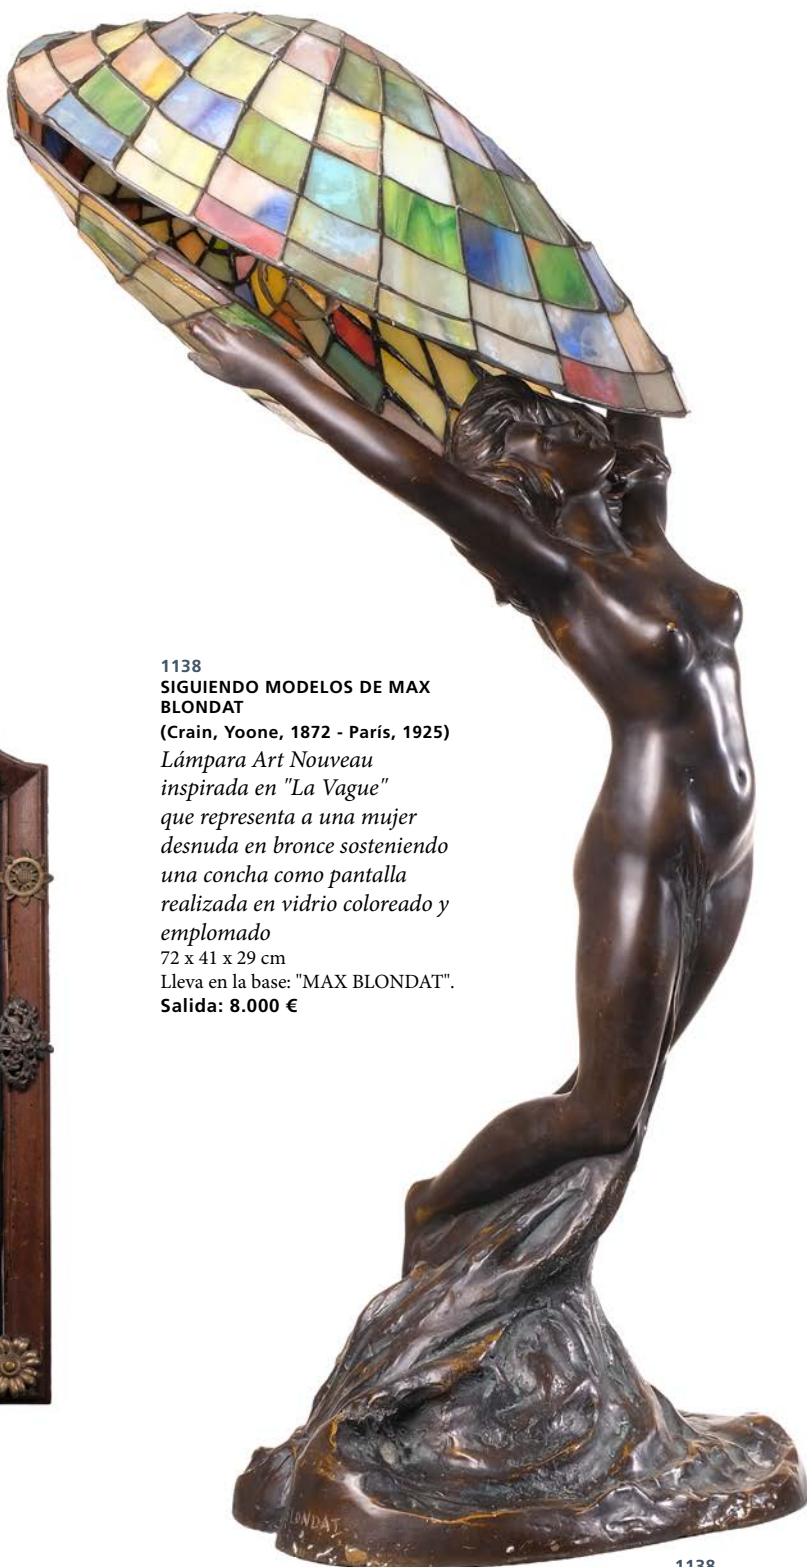 1138
SIGUIENDO MODELOS DE MAX
BLONDAT
(Crain, Yoone, 1872 - París, 1925)
Lámpara Art Nouveau
inspirada en "La Vague"
que representa a una mujer
desnuda en bronce sosteniendo
una concha como pantalla
realizada en vidrio coloreado y
emplomado
72 x 41 x 29 cm
Lleva en la base: "MAX BLONDAT".
Salida: 8.000 €
BLONDAT
1138